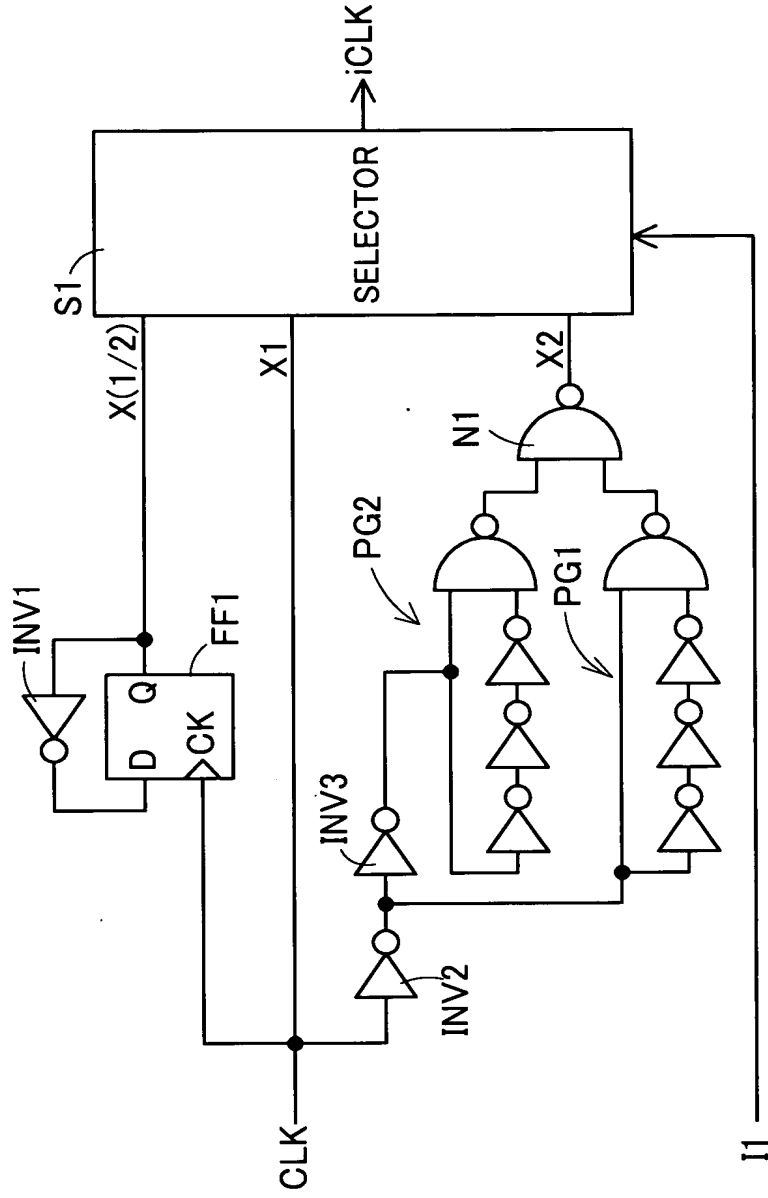 S1
SELECTOR
iCLK
X(1/2)
X1
X2
INV1
FF1
D
Q
CK
N1
PG2
PG1
INV3
INV2
CLK
I1